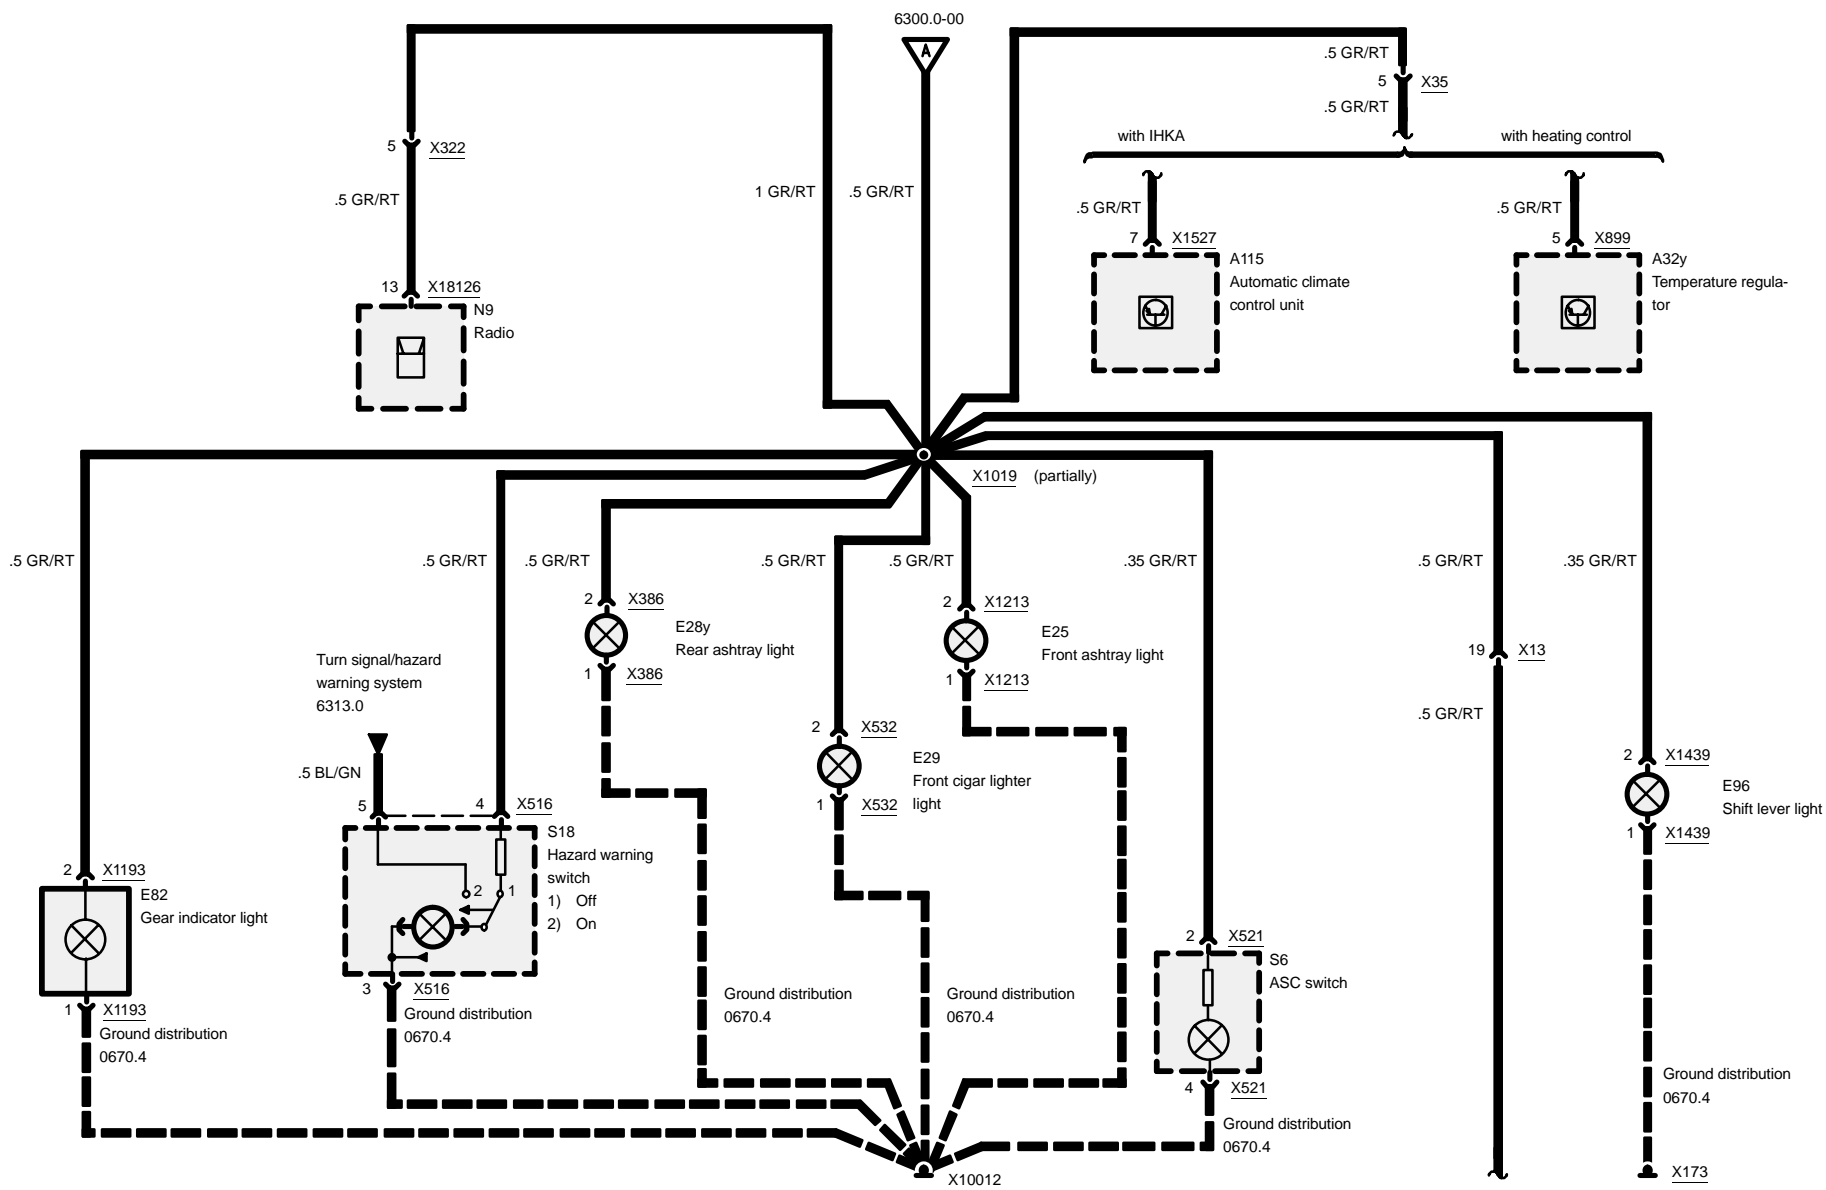 6300.0-00
A
.5 GR/RT
5 X35
.5 GR/RT
with IHKA
with heating control
5 X322
.5 GR/RT
1 GR/RT
.5 GR/RT
.5 GR/RT
.5 GR/RT
7 X1527
5 X899
A115
Automatic climate
control unit
A32y
Temperature regula-
tor
13 X18126
N9
Radio
X1019 (partially)
.5 GR/RT
.5 GR/RT
.5 GR/RT
.5 GR/RT
.5 GR/RT
.35 GR/RT
.5 GR/RT
.35 GR/RT
2 X386
E28y
Rear ashtray light
1 X386
2 X1213
E25
Front ashtray light
1 X1213
19 X13
.5 GR/RT
Turn signal/hazard
warning system
6313.0
.5 BL/GN
2 X532
E29
Front cigar lighter
light
1 X532
2 X1439
E96
Shift lever light
1 X1439
5
4 X516
S18
Hazard warning
switch
1) Off
2) On
2
1
3 X516
Ground distribution
0670.4
2 X1193
E82
Gear indicator light
1 X1193
Ground distribution
0670.4
Ground distribution
0670.4
Ground distribution
0670.4
2 X521
S6
ASC switch
4 X521
Ground distribution
0670.4
Ground distribution
0670.4
X10012
X173